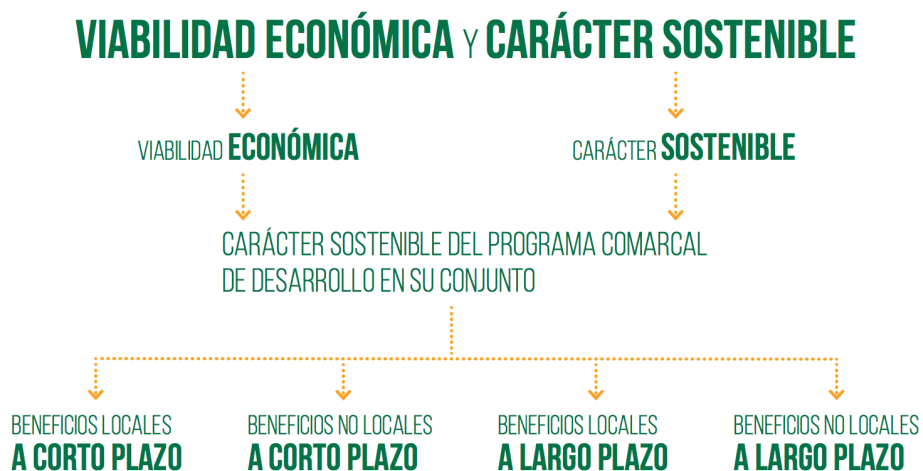 VIABILIDAD ECONÓMICA Y CARÁCTER SOSTENIBLE
VIABILIDAD ECONÓMICA
CARÁCTER SOSTENIBLE
CARÁCTER SOSTENIBLE DEL PROGRAMA COMARCAL
DE DESARROLLO EN SU CONJUNTO
BENEFICIOS LOCALES
A CORTO PLAZO
BENEFICIOS NO LOCALES
A CORTO PLAZO
BENEFICIOS LOCALES
A LARGO PLAZO
BENEFICIOS NO LOCALES
A LARGO PLAZO